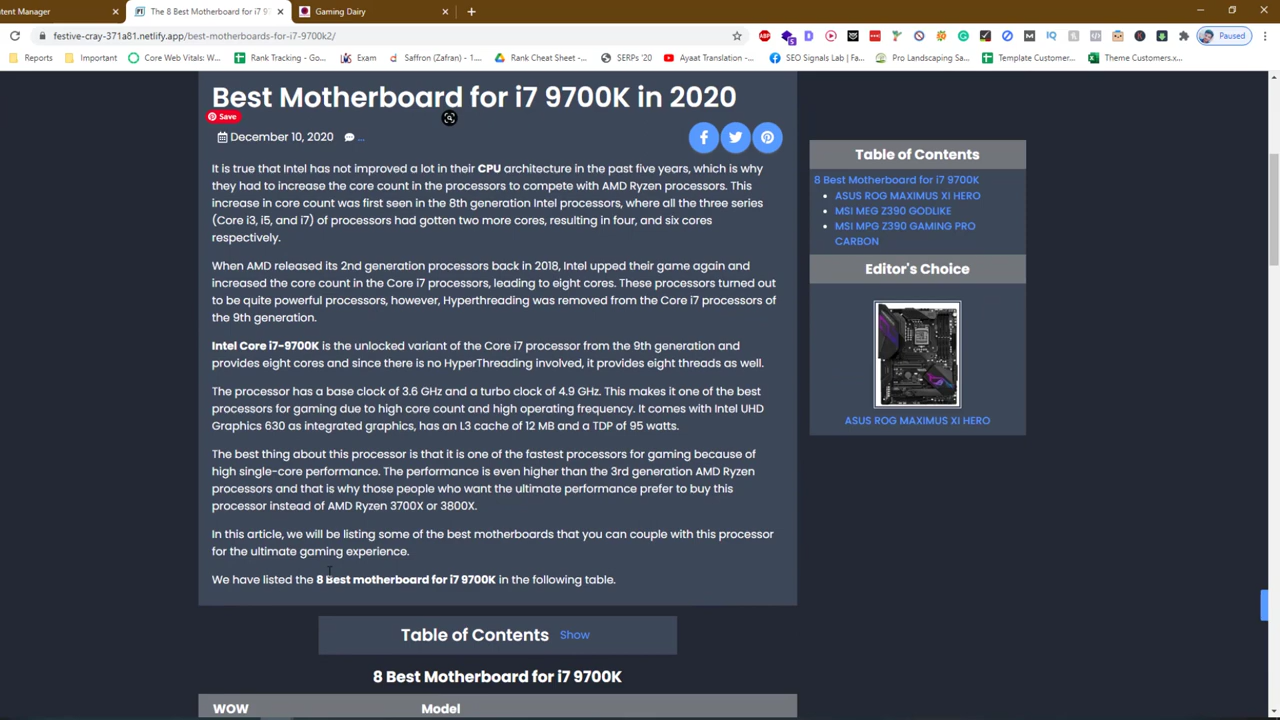 ntent Manager
The 8 Best Motherboard for i7 97
Gaming Dairy
festive-cray-371a81.netlify.app/best-motherboards-for-i7-9700k2/
Paused
Reports
Important
Core Web Vitals: W...
Rank Tracking - Go...
Exam
Saffron (Zafran) - 1....
Rank Cheat Sheet -...
SERPs '20
Ayaat Translation -...
SEO Signals Lab | Fa...
Pro Landscaping Sa...
Template Customer...
Theme Customers.x...
Best Motherboard for i7 9700K in 2020
Save
December 10, 2020
...
It is true that Intel has not improved a lot in their CPU architecture in the past five years, which is why
they had to increase the core count in the processors to compete with AMD Ryzen processors. This
increase in core count was first seen in the 8th generation Intel processors, where all the three series
(Core i3, i5, and i7) of processors had gotten two more cores, resulting in four, and six cores
respectively.
When AMD released its 2nd generation processors back in 2018, Intel upped their game again and
increased the core count in the Core i7 processors, leading to eight cores. These processors turned out
to be quite powerful processors, however, Hyperthreading was removed from the Core i7 processors of
the 9th generation.
Intel Core i7-9700K is the unlocked variant of the Core i7 processor from the 9th generation and
provides eight cores and since there is no HyperThreading involved, it provides eight threads as well.
The processor has a base clock of 3.6 GHz and a turbo clock of 4.9 GHz. This makes it one of the best
processors for gaming due to high core count and high operating frequency. It comes with Intel UHD
Graphics 630 as integrated graphics, has an L3 cache of 12 MB and a TDP of 95 watts.
The best thing about this processor is that it is one of the fastest processors for gaming because of
high single-core performance. The performance is even higher than the 3rd generation AMD Ryzen
processors and that is why those people who want the ultimate performance prefer to buy this
processor instead of AMD Ryzen 3700X or 3800X.
In this article, we will be listing some of the best motherboards that you can couple with this processor
for the ultimate gaming experience.
We have listed the 8 Best motherboard for i7 9700K in the following table.
Table of Contents Show
8 Best Motherboard for i7 9700K
WOW
Model
Table of Contents
8 Best Motherboard for i7 9700K
ASUS ROG MAXIMUS XI HERO
MSI MEG Z390 GODLIKE
MSI MPG Z390 GAMING PRO
CARBON
Editor's Choice
ASUS ROG MAXIMUS XI HERO